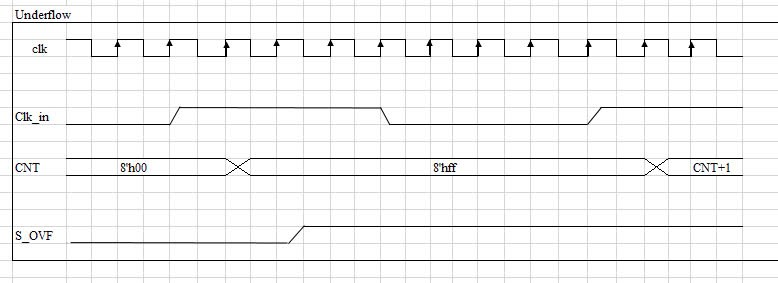 Underflow
clk
Clk_in
CNT 8'h00 8'hff CNT+1
S_OVF